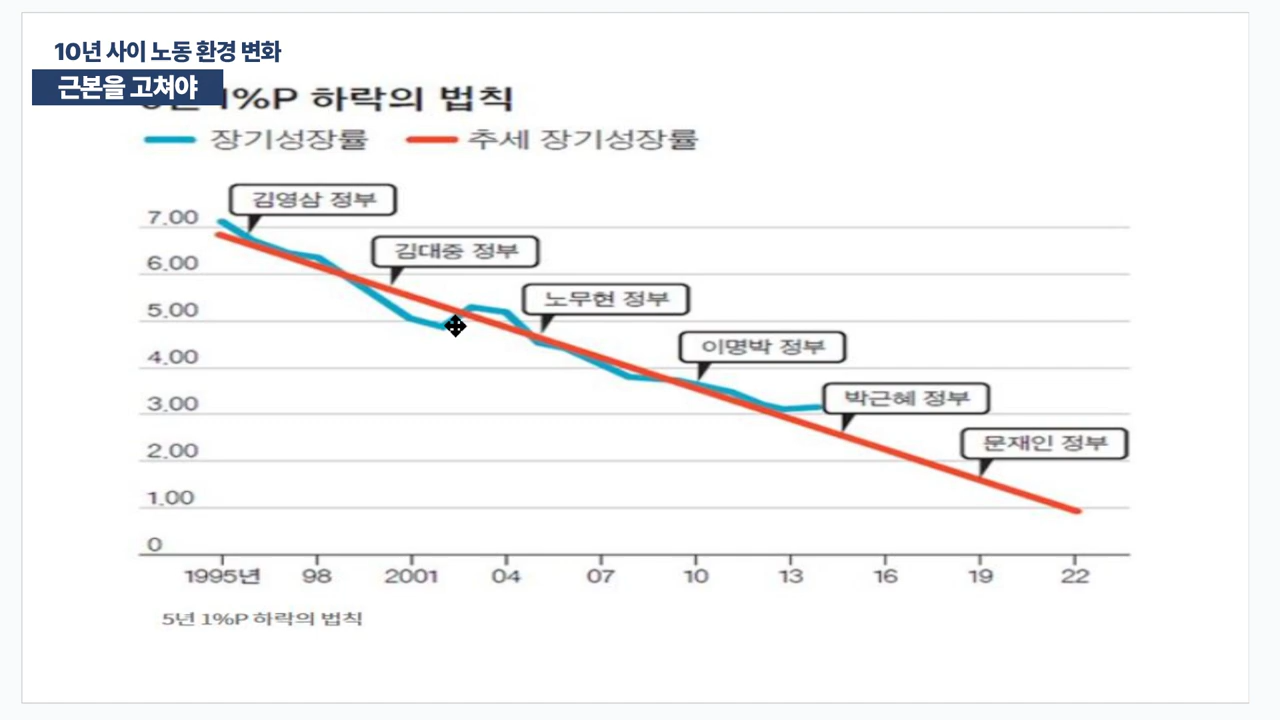 10년 사이 노동 환경 변화
근본을 고쳐야
1%P 하락의 법칙
장기성장률 추세 장기성장률
김영삼 정부
7.00
김대중 정부
6.00
노무현 정부
5.00
이명박 정부
4.00
박근혜 정부
3.00
문재인 정부
2.00
1.00
0
1995년 98 2001 04 07 10 13 16 19 22
5년 1%P 하락의 법칙